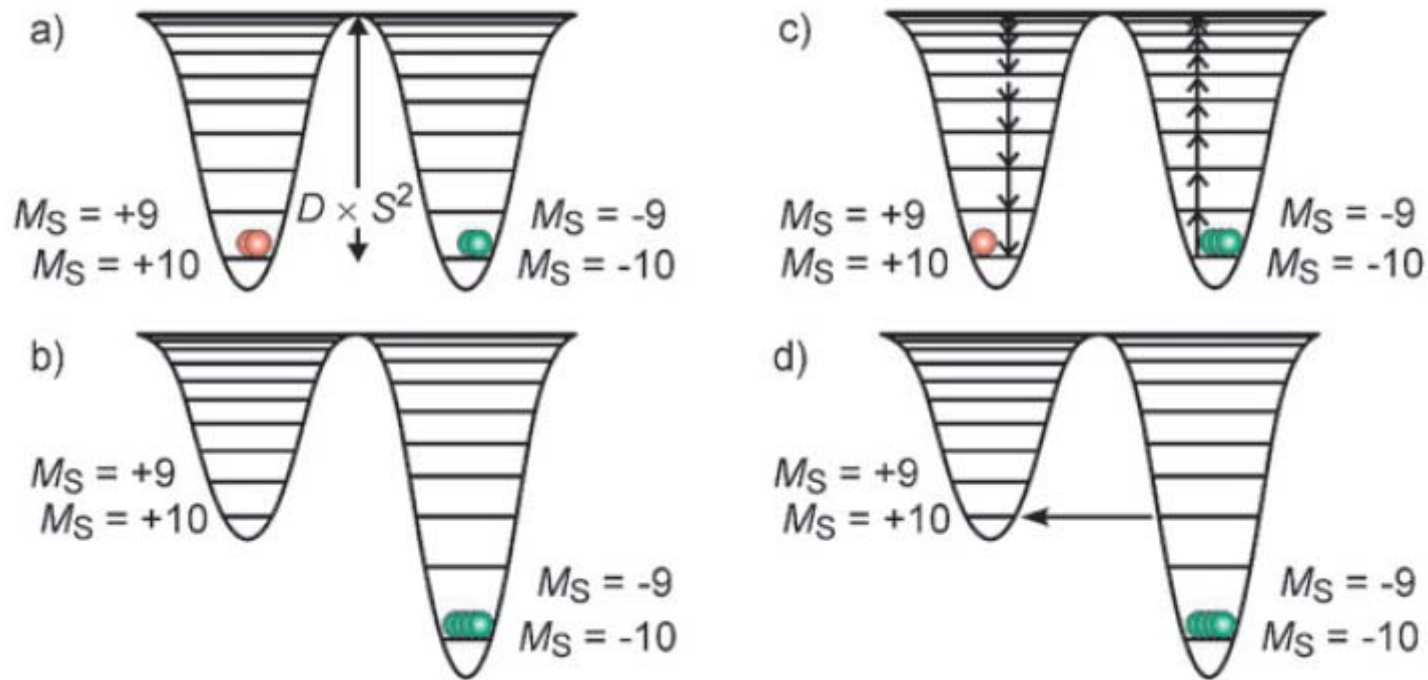 a)
M_S = +9
M_S = +10
D × S²
M_S = -9
M_S = -10
c)
M_S = +9
M_S = +10
M_S = -9
M_S = -10
b)
M_S = +9
M_S = +10
M_S = -9
M_S = -10
d)
M_S = +9
M_S = +10
M_S = -9
M_S = -10